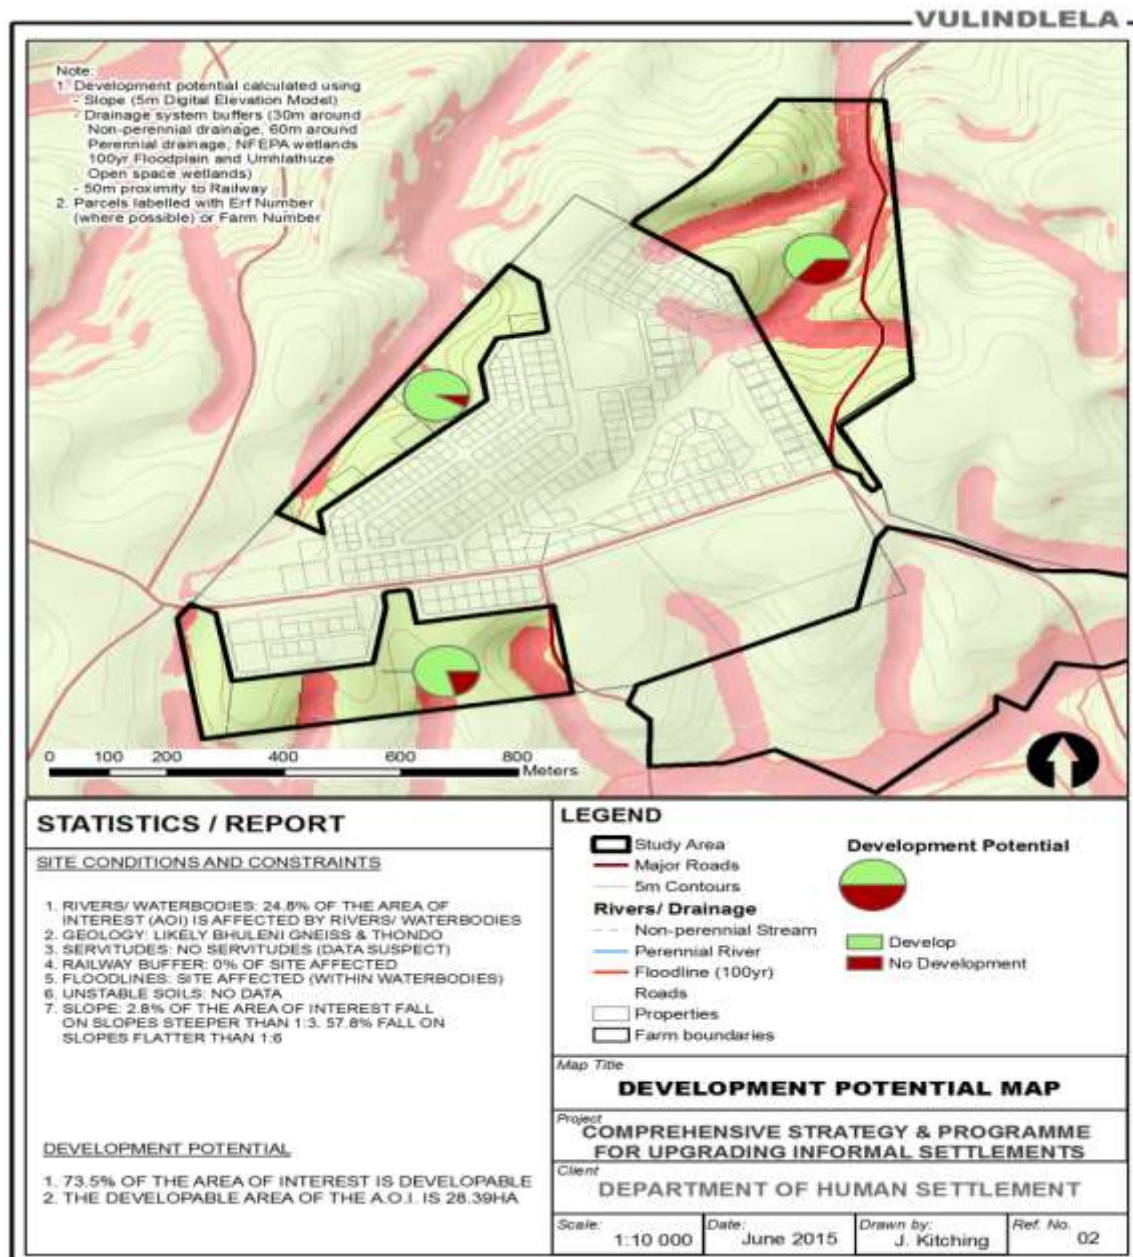 VULINDLELA
Note:
1. Development potential calculated using
- Slope (5m Digital Elevation Model)
- Drainage system buffers (30m around
Non-perennial drainage, 60m around
Perennial drainage, NFEPA wetlands
100yr Floodplain and Umhlathuze
Open space wetlands)
- 50m proximity to Railway
2. Parcels labelled with Erf Number
(where possible) or Farm Number
0 100 200 400 600 800
Meters
STATISTICS / REPORT
SITE CONDITIONS AND CONSTRAINTS
1. RIVERS/ WATERBODIES: 24.8% OF THE AREA OF
INTEREST (AOI) IS AFFECTED BY RIVERS/ WATERBODIES
2. GEOLOGY: LIKELY BHULENI GNEISS & THONDO
3. SERVITUDES: NO SERVITUDES (DATA SUSPECT)
4. RAILWAY BUFFER: 0% OF SITE AFFECTED
5. FLOODLINES: SITE AFFECTED (WITHIN WATERBODIES)
6. UNSTABLE SOILS: NO DATA
7. SLOPE: 2.8% OF THE AREA OF INTEREST FALL
ON SLOPES STEEPER THAN 1:3. 57.8% FALL ON
SLOPES FLATTER THAN 1:6
DEVELOPMENT POTENTIAL
1. 73.5% OF THE AREA OF INTEREST IS DEVELOPABLE
2. THE DEVELOPABLE AREA OF THE A.O.I. IS 28.39HA
LEGEND
Study Area
Major Roads
5m Contours
Rivers/ Drainage
Non-perennial Stream
Perennial River
Floodline (100yr)
Roads
Properties
Farm boundaries
Development Potential
Develop
No Development
Map Title
DEVELOPMENT POTENTIAL MAP
Project
COMPREHENSIVE STRATEGY & PROGRAMME
FOR UPGRADING INFORMAL SETTLEMENTS
Client
DEPARTMENT OF HUMAN SETTLEMENT
Scale: 1:10 000
Date: June 2015
Drawn by: J. Kitching
Ref. No. 02